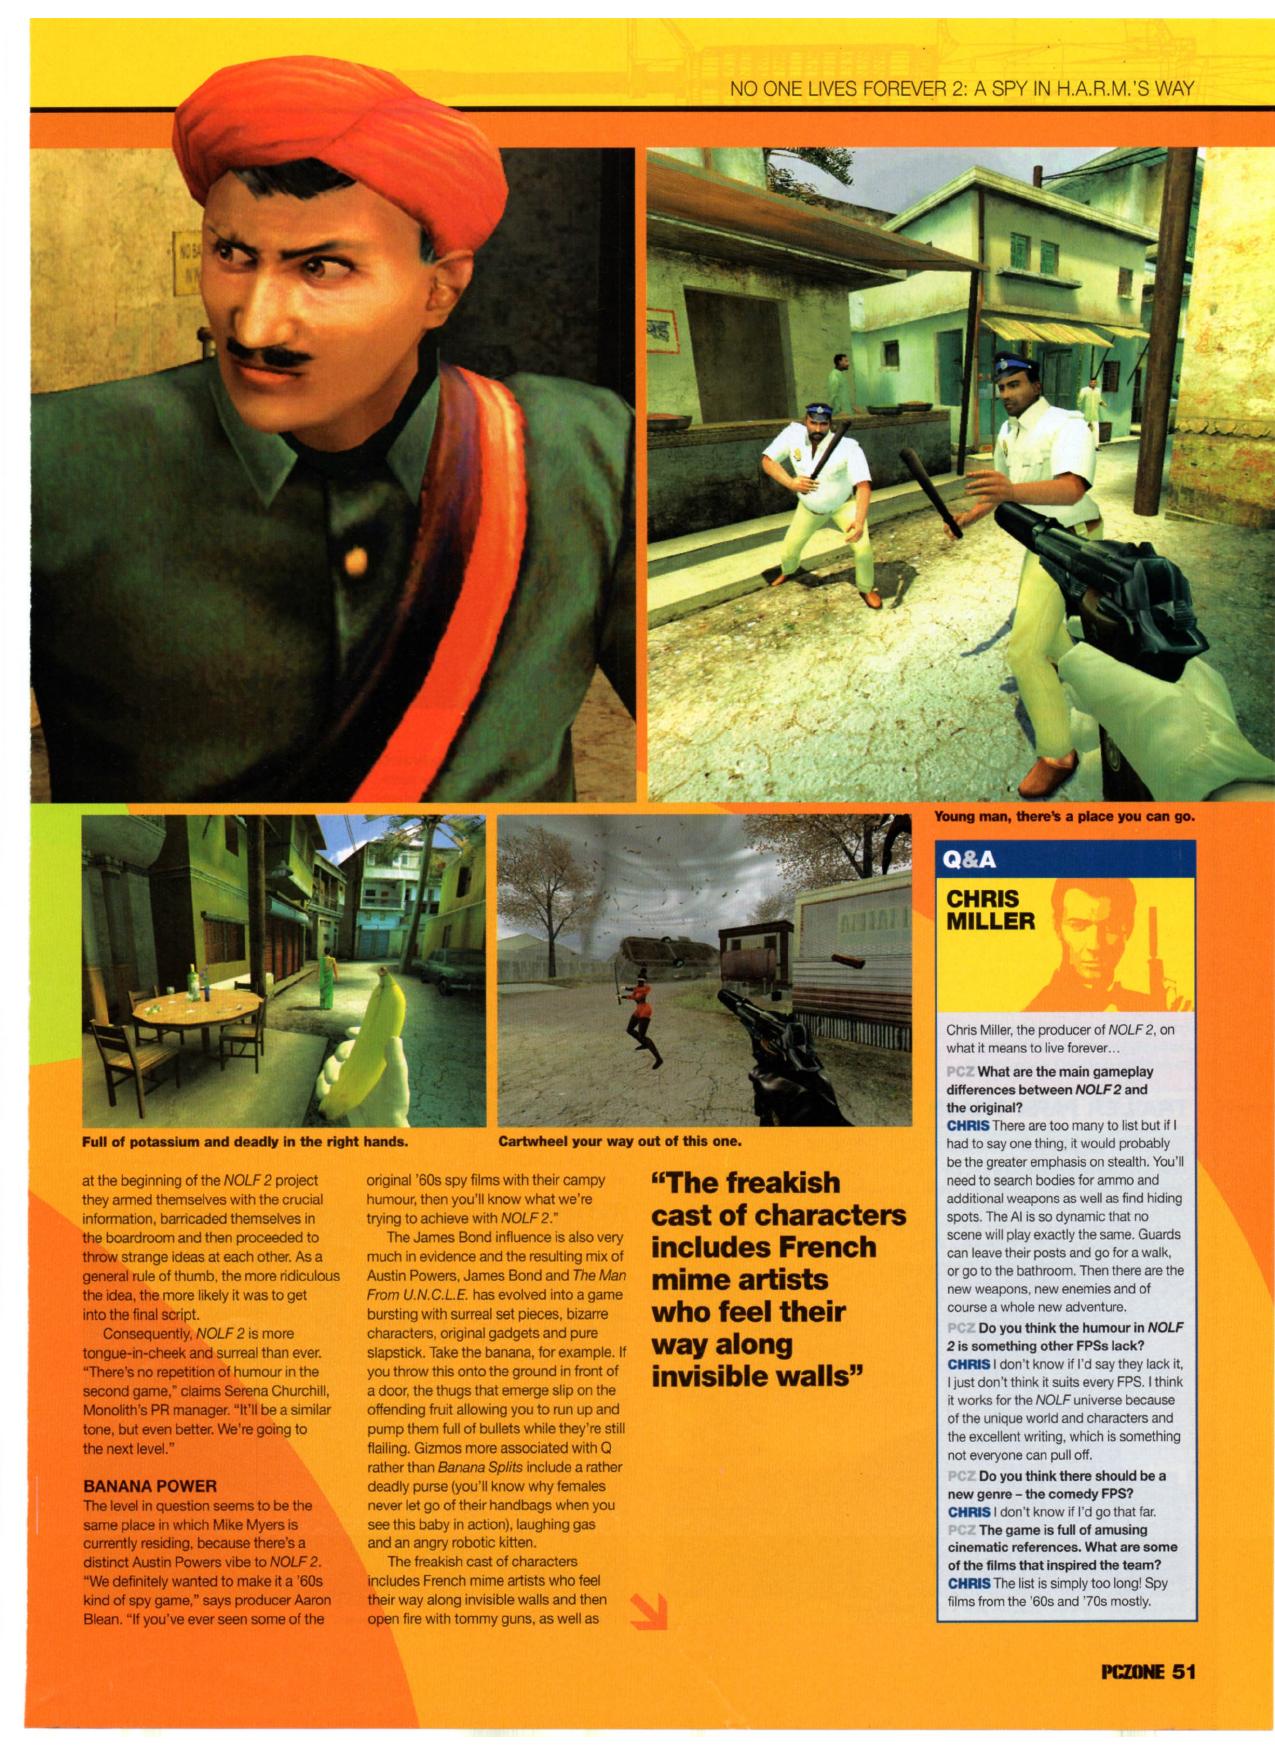 NO ONE LIVES FOREVER 2: A SPY IN H.A.R.M.'S WAY
NO BA
Young man, there's a place you can go.
Full of potassium and deadly in the right hands.
Cartwheel your way out of this one.
at the beginning of the NOLF 2 project
they armed themselves with the crucial
information, barricaded themselves in
the boardroom and then proceeded to
throw strange ideas at each other. As a
general rule of thumb, the more ridiculous
the idea, the more likely it was to get
into the final script.
Consequently, NOLF 2 is more
tongue-in-cheek and surreal than ever.
“There's no repetition of humour in the
second game,” claims Serena Churchill,
Monolith's PR manager. “It'll be a similar
tone, but even better. We're going to
the next level.”
BANANA POWER
The level in question seems to be the
same place in which Mike Myers is
currently residing, because there's a
distinct Austin Powers vibe to NOLF 2.
“We definitely wanted to make it a '60s
kind of spy game,” says producer Aaron
Blean. “If you've ever seen some of the
original '60s spy films with their campy
humour, then you'll know what we're
trying to achieve with NOLF 2.”
The James Bond influence is also very
much in evidence and the resulting mix of
Austin Powers, James Bond and The Man
From U.N.C.L.E. has evolved into a game
bursting with surreal set pieces, bizarre
characters, original gadgets and pure
slapstick. Take the banana, for example. If
you throw this onto the ground in front of
a door, the thugs that emerge slip on the
offending fruit allowing you to run up and
pump them full of bullets while they're still
flailing. Gizmos more associated with Q
rather than Banana Splits include a rather
deadly purse (you'll know why females
never let go of their handbags when you
see this baby in action), laughing gas
and an angry robotic kitten.
The freakish cast of characters
includes French mime artists who feel
their way along invisible walls and then
open fire with tommy guns, as well as
“The freakish
cast of characters
includes French
mime artists
who feel their
way along
invisible walls”
Q&A
CHRIS
MILLER
Chris Miller, the producer of NOLF 2, on
what it means to live forever…
PCZ What are the main gameplay
differences between NOLF 2 and
the original?
CHRIS There are too many to list but if I
had to say one thing, it would probably
be the greater emphasis on stealth. You'll
need to search bodies for ammo and
additional weapons as well as find hiding
spots. The AI is so dynamic that no
scene will play exactly the same. Guards
can leave their posts and go for a walk,
or go to the bathroom. Then there are the
new weapons, new enemies and of
course a whole new adventure.
PCZ Do you think the humour in NOLF
2 is something other FPSs lack?
CHRIS I don't know if I'd say they lack it,
I just don't think it suits every FPS. I think
it works for the NOLF universe because
of the unique world and characters and
the excellent writing, which is something
not everyone can pull off.
PCZ Do you think there should be a
new genre – the comedy FPS?
CHRIS I don't know if I'd go that far.
PCZ The game is full of amusing
cinematic references. What are some
of the films that inspired the team?
CHRIS The list is simply too long! Spy
films from the '60s and '70s mostly.
PCZONE 51